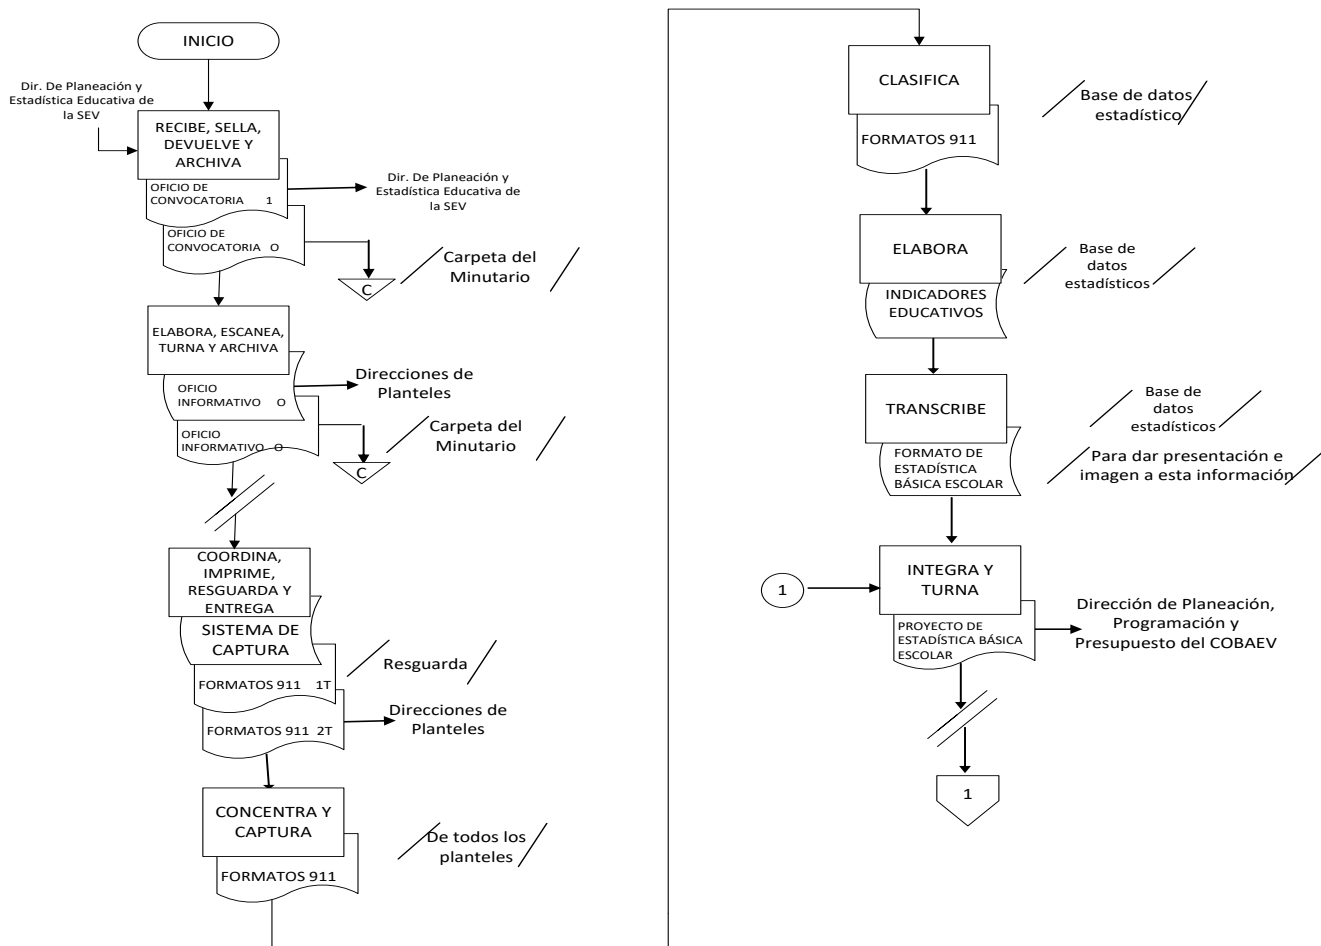 INICIO
Dir. De Planeación y
Estadística Educativa de
la SEV
RECIBE, SELLA,
DEVUELVE Y
ARCHIVA
OFICIO DE
CONVOCATORIA 1
Dir. De Planeación y
Estadística Educativa de
la SEV
OFICIO DE
CONVOCATORIA O
C
Carpeta del
Minutario
ELABORA, ESCANEA,
TURNA Y ARCHIVA
OFICIO
INFORMATIVO O
Direcciones de
Planteles
OFICIO
INFORMATIVO O
C
Carpeta del
Minutario
COORDINA,
IMPRIME,
RESGUARDA Y
ENTREGA
SISTEMA DE
CAPTURA
FORMATOS 911 1T
Resguarda
FORMATOS 911 2T
Direcciones de
Planteles
CONCENTRA Y
CAPTURA
FORMATOS 911
De todos los
planteles
CLASIFICA
FORMATOS 911
Base de datos
estadístico
ELABORA
INDICADORES
EDUCATIVOS
Base de
datos
estadísticos
TRANSCRIBE
FORMATO DE
ESTADÍSTICA
BÁSICA ESCOLAR
Base de
datos
estadísticos
Para dar presentación e
imagen a esta información
1
INTEGRA Y
TURNA
PROYECTO DE
ESTADÍSTICA BÁSICA
ESCOLAR
Dirección de Planeación,
Programación y
Presupuesto del COBAEV
1